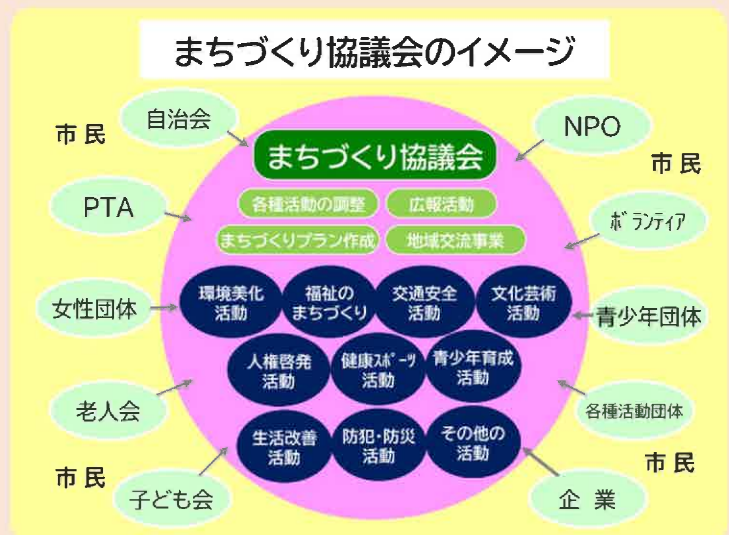 まちづくり協議会のイメージ
市民
自治会
NPO
市民
まちづくり協議会
PTA
各種活動の調整
広報活動
ボランティア
まちづくりプラン作成
地域交流事業
女性団体
環境美化
活動
福祉の
まちづくり
交通安全
活動
文化芸術
活動
青少年団体
人権啓発
活動
健康スポーツ
活動
青少年育成
活動
老人会
各種活動団体
生活改善
活動
防犯・防災
活動
その他の
活動
市民
市民
子ども会
企業